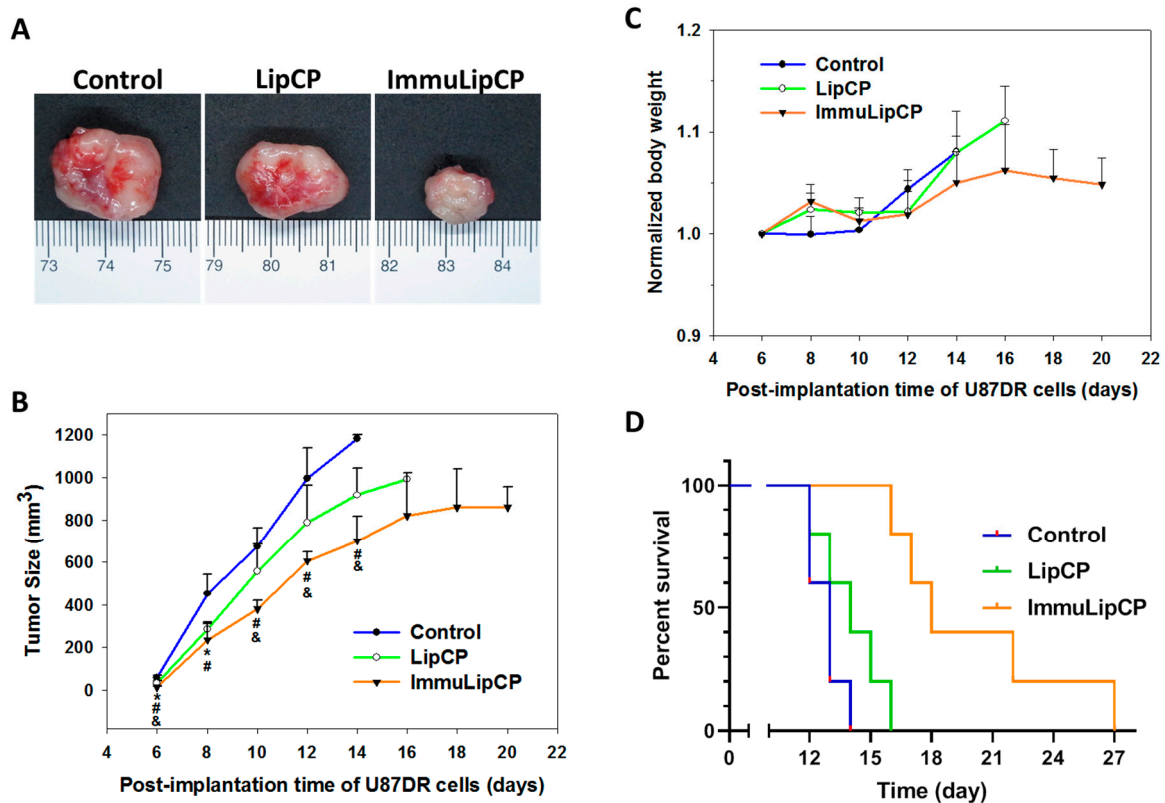 A
Control
LipCP
ImmuLipCP
73 74 75
79 80 81
82 83 84
B
Tumor Size (mm3)
1200
1000
800
600
400
200
0
*
#
&
*
#
#
&
#
&
#
&
Control
LipCP
ImmuLipCP
6 8 10 12 14 16 18 20 22
Post-implantation time of U87DR cells (days)
C
Normalized body weight
1.2
1.1
1.0
0.9
Control
LipCP
ImmuLipCP
4 6 8 10 12 14 16 18 20 22
Post-implantation time of U87DR cells (days)
D
Percent survival
100
50
0
Control
LipCP
ImmuLipCP
0 12 15 18 21 24 27
Time (day)